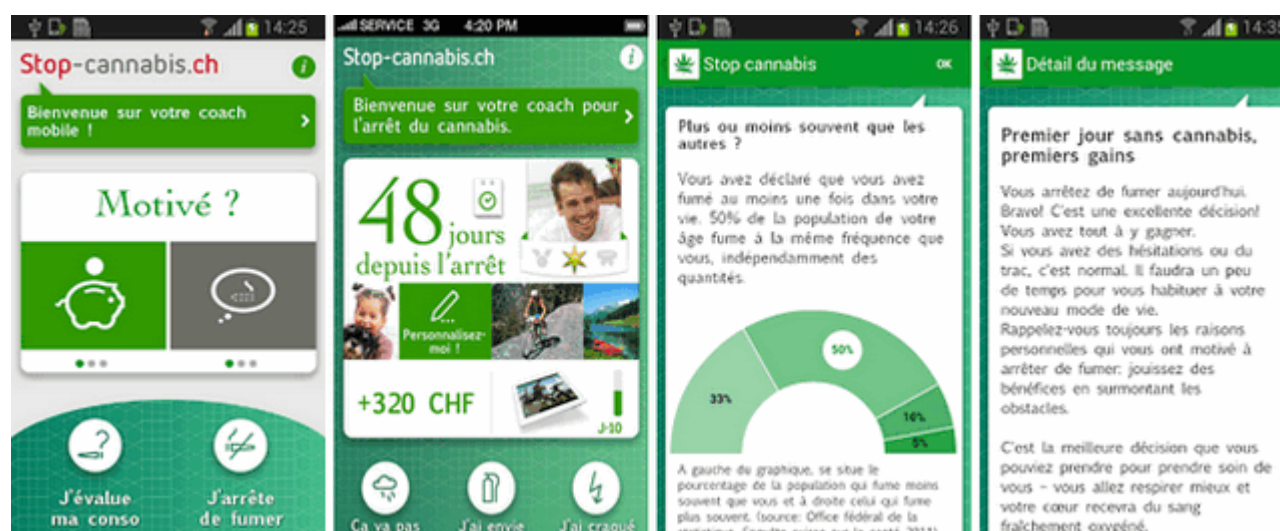 14:25
Stop-cannabis.ch
i
Bienvenue sur votre coach
mobile !
Motivé ?
J'évalue
ma conso
J'arrête
de fumer
SERVICE 3G 4:20 PM
Stop-cannabis.ch
i
Bienvenue sur votre coach pour
l'arrêt du cannabis.
48
jours
depuis l'arrêt
Personnalisez-
moi !
+320 CHF
J-10
Ça va pas
J'ai envie
J'ai craqué
14:26
Stop cannabis
OK
Plus ou moins souvent que les
autres ?
Vous avez déclaré que vous avez
fumé au moins une fois dans votre
vie. 50% de la population de votre
âge fume à la même fréquence que
vous, indépendamment des
quantités.
50%
33%
16%
5%
A gauche du graphique, se situe le
pourcentage de la population qui fume moins
souvent que vous et à droite celui qui fume
plus souvent. (source: Office fédéral de la
14:35
Détail du message
Premier jour sans cannabis,
premiers gains
Vous arrêtez de fumer aujourd'hui.
Bravo! C'est une excellente décision!
Vous avez tout à y gagner.
Si vous avez des hésitations ou du
trac, c'est normal. Il faudra un peu
de temps pour vous habituer à votre
nouveau mode de vie.
Rappelez-vous toujours les raisons
personnelles qui vous ont motivé à
arrêter de fumer: jouissez des
bénéfices en surmontant les
obstacles.
C'est la meilleure décision que vous
pouviez prendre pour prendre soin de
vous - vous allez respirer mieux et
votre cœur recevra du sang
fraîchement oxygéné.